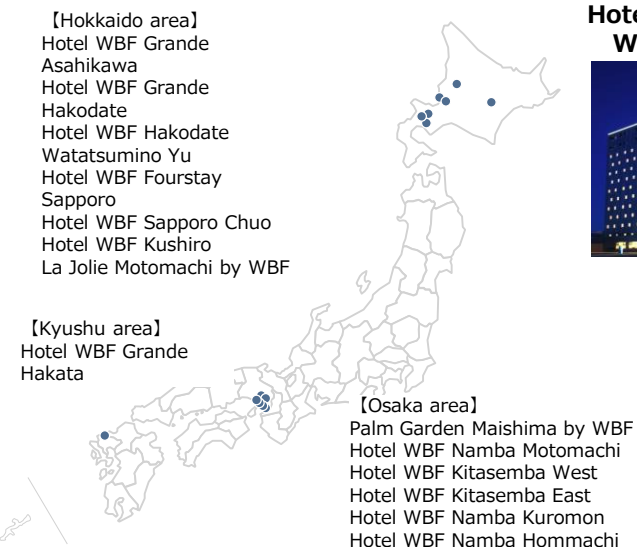 【Hokkaido area】
Hotel WBF Grande
Asahikawa
Hotel WBF Grande
Hakodate
Hotel WBF Hakodate
Watatsumino Yu
Hotel WBF Fourstay
Sapporo
Hotel WBF Sapporo Chuo
Hotel WBF Kushiro
La Jolie Motomachi by WBF
【Kyushu area】
Hotel WBF Grande
Hakata
【Osaka area】
Palm Garden Maishima by WBF
Hotel WBF Namba Motomachi
Hotel WBF Kitasemba West
Hotel WBF Kitasemba East
Hotel WBF Namba Kuromon
Hotel WBF Namba Hommachi